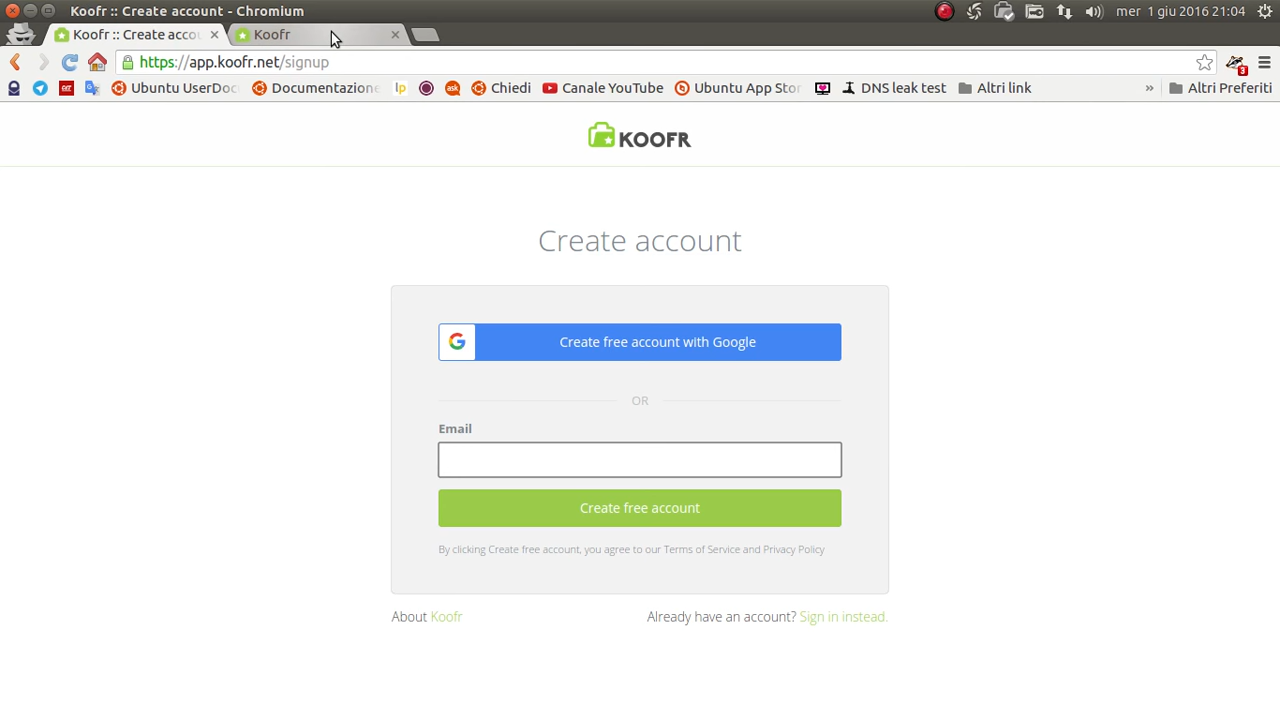 Koofr :: Create account - Chromium
mer 1 giu 2016 21:04
Koofr :: Create accou
Koofr
https://app.koofr.net/signup
3
Ubuntu UserDoc
Documentazione
lp
ask
Chiedi
Canale YouTube
Ubuntu App Stor
DNS leak test
Altri link
»
Altri Preferiti
KOOFR
Create account
G
Create free account with Google
OR
Email
Create free account
By clicking Create free account, you agree to our Terms of Service and Privacy Policy
About Koofr
Already have an account? Sign in instead.